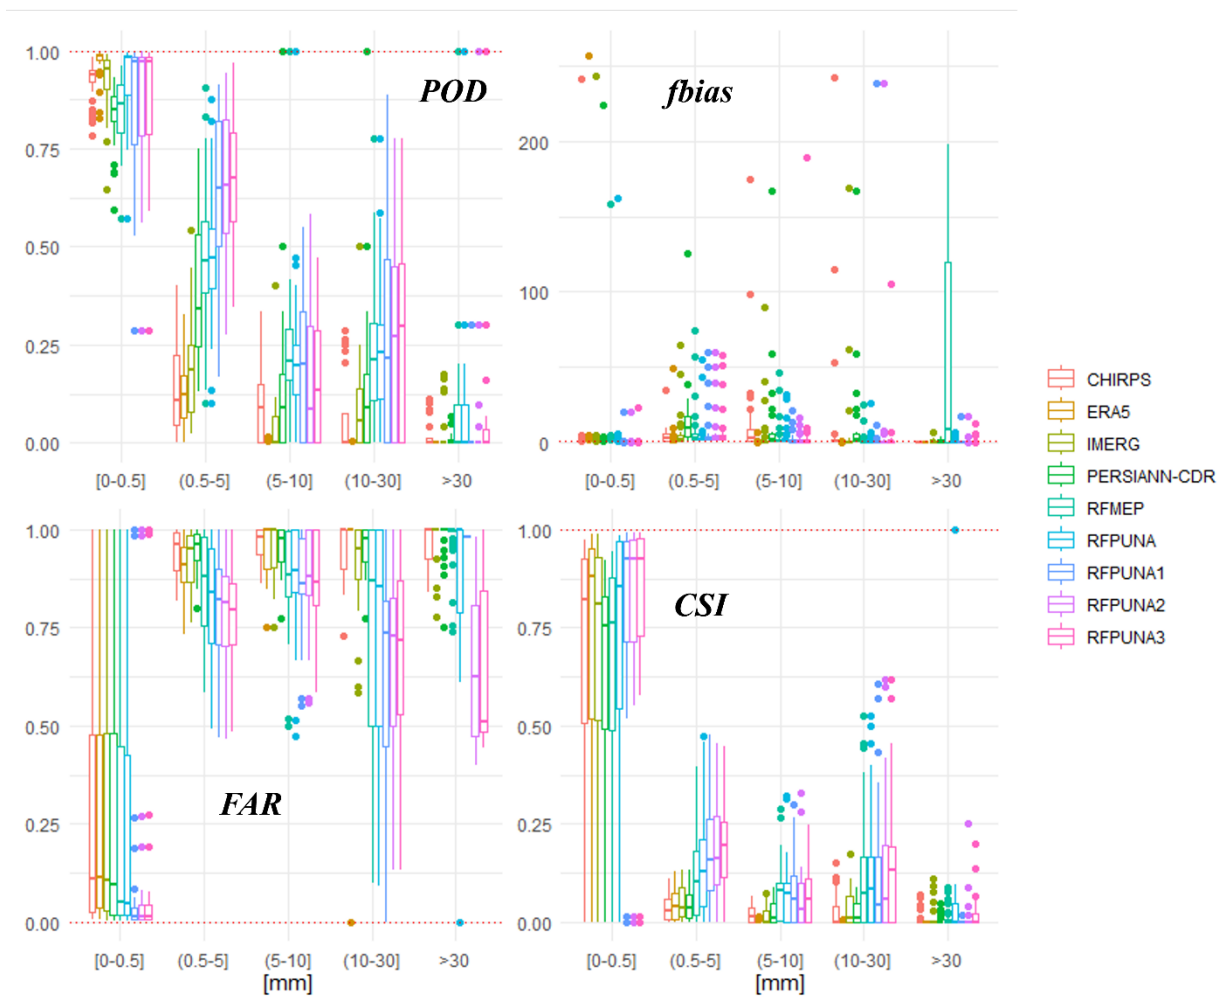 POD
1.00
0.75
0.50
0.25
0.00
[0-0.5] (0.5-5] (5-10] (10-30] >30
fbias
200
100
0
[0-0.5] (0.5-5] (5-10] (10-30] >30
FAR
1.00
0.75
0.50
0.25
0.00
[0-0.5] (0.5-5] (5-10] (10-30] >30
[mm]
CSI
1.00
0.75
0.50
0.25
0.00
[0-0.5] (0.5-5] (5-10] (10-30] >30
[mm]
CHIRPS
ERA5
IMERG
PERSIANN-CDR
RFMEP
RFPUNA
RFPUNA1
RFPUNA2
RFPUNA3